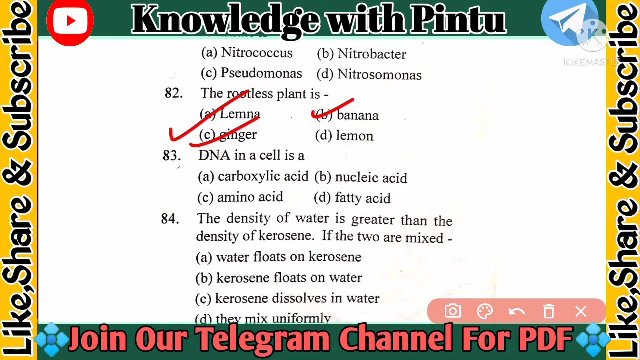 Knowledge with Pintu
KINEMASTER
(a) Nitrococcus (b) Nitrobacter
(c) Pseudomonas (d) Nitrosomonas
82. The rootless plant is -
(a) Lemna (b) banana
(c) ginger (d) lemon
83. DNA in a cell is a
(a) carboxylic acid (b) nucleic acid
(c) amino acid (d) fatty acid
84. The density of water is greater than the
density of kerosene. If the two are mixed -
(a) water floats on kerosene
(b) kerosene floats on water
(c) kerosene dissolves in water
(d) they mix uniformly
Like,Share & Subscribe
Like,Share & Subscribe
Join Our Telegram Channel For PDF